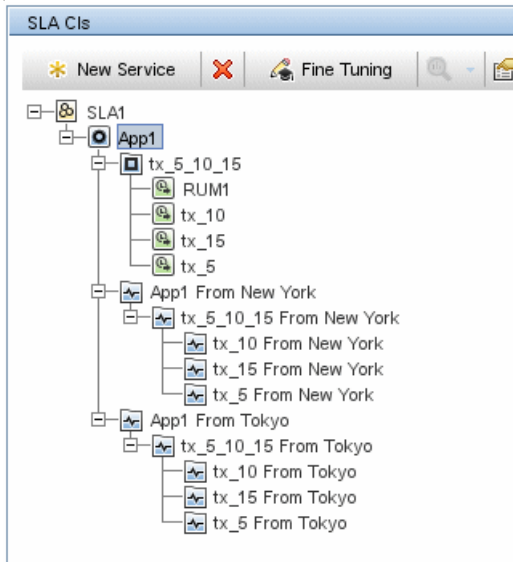 SLA CIs
New Service Fine Tuning
SLA1
App1
tx_5_10_15
RUM1
tx_10
tx_15
tx_5
App1 From New York
tx_5_10_15 From New York
tx_10 From New York
tx_15 From New York
tx_5 From New York
App1 From Tokyo
tx_5_10_15 From Tokyo
tx_10 From Tokyo
tx_15 From Tokyo
tx_5 From Tokyo